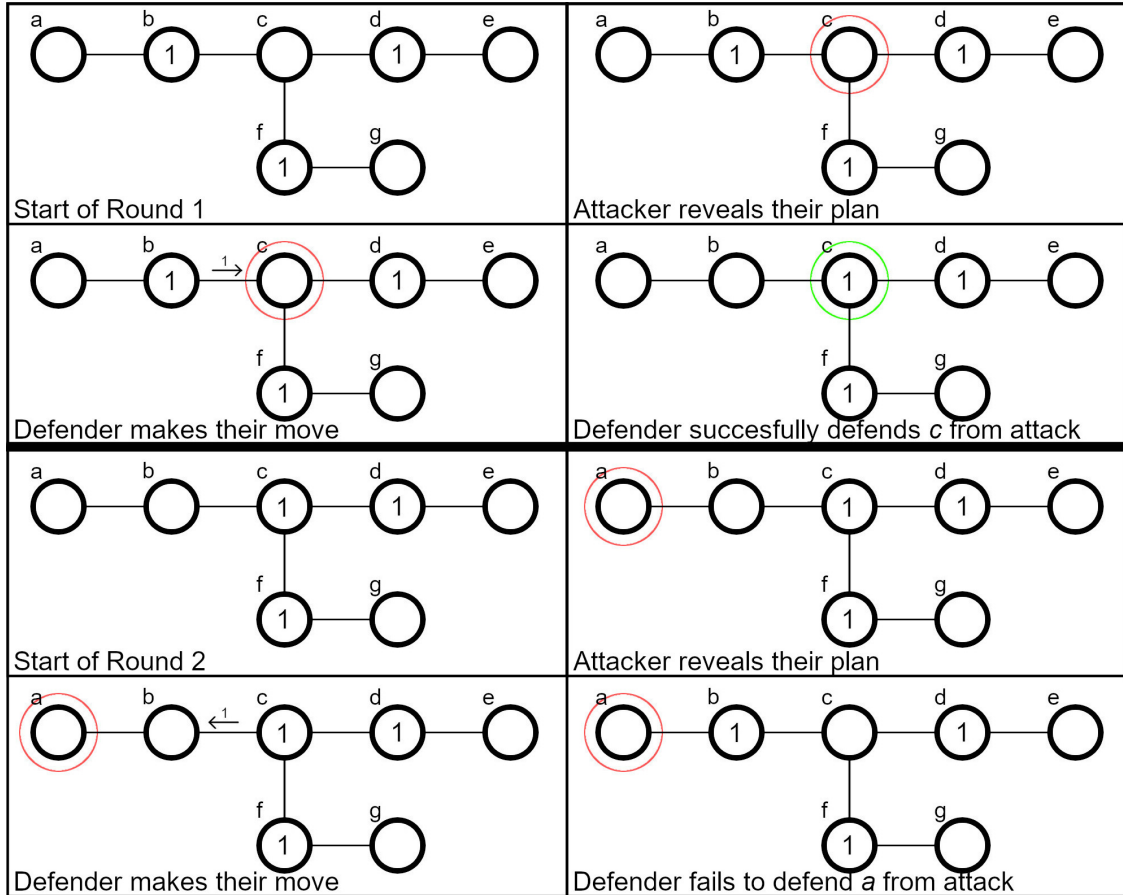 a b c d e
1 1
f g
1
Start of Round 1
a b c d e
1 1
f g
1
Attacker reveals their plan
a b c d e
1 1 1
f g
1
Defender makes their move
a b c d e
1 1
f g
1
Defender succesfully defends c from attack
a b c d e
1 1
f g
1
Start of Round 2
a b c d e
1 1
f g
1
Attacker reveals their plan
a b c d e
1 1 1
f g
1
Defender makes their move
a b c d e
1 1
f g
1
Defender fails to defend a from attack